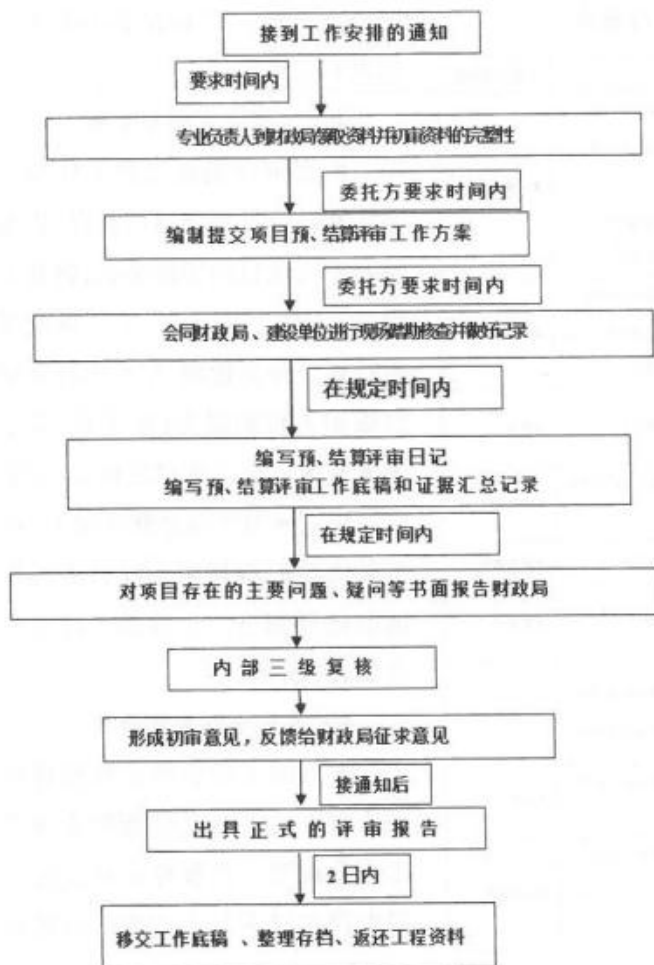 接到工作安排的通知
要求时间内
专业负责人到财政局领取资料并初审资料的完整性
委托方要求时间内
编制提交项目预、结算评审工作方案
委托方要求时间内
会同财政局、建设单位进行现场踏勘核查并做好记录
在规定时间内
编写预、结算评审日记
编写预、结算评审工作底稿和证据汇总记录
在规定时间内
对项目存在的主要问题、疑问等书面报告财政局
内部三级复核
形成初审意见，反馈给财政局征求意见
接通知后
出具正式的评审报告
2日内
移交工作底稿 、整理存档、返还工程资料